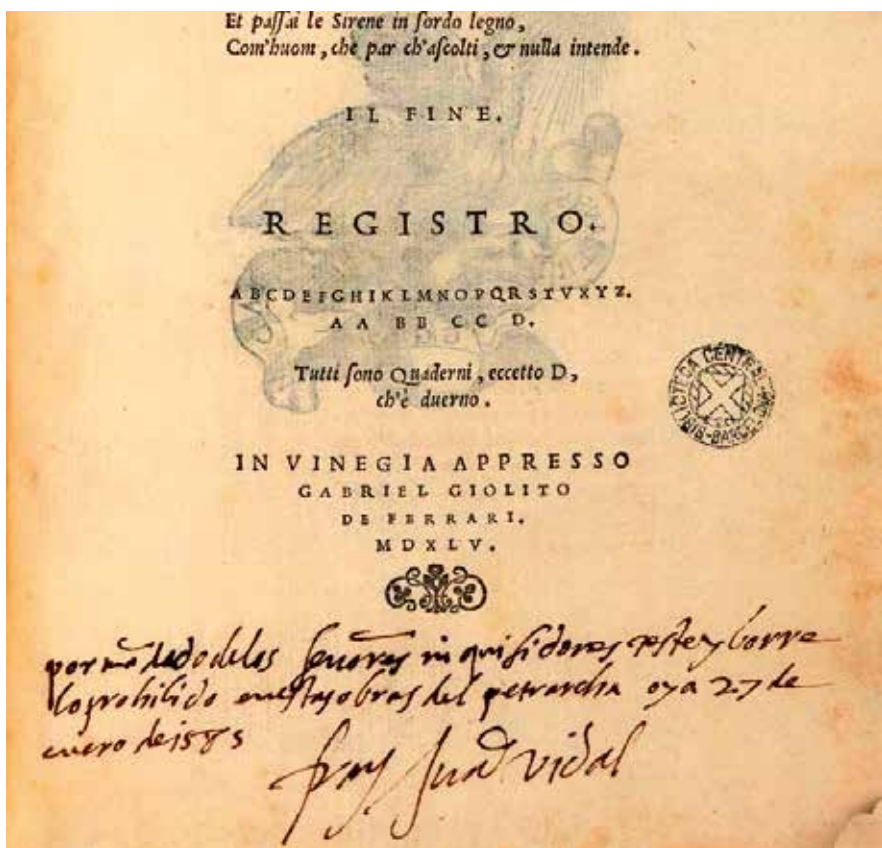 Et passai le Sirene in sordo legno,
Com'huom, che par ch'ascolti, & nulla intende.
IL FINE.
REGISTRO.
ABCDEFGHIKLMNOPQRSTVXYZ.
AA BB CC D.
Tutti sono Quaderni, eccetto D,
ch'è duerno.
IN VINEGIA APPRESSO
GABRIEL GIOLITO
DE FERRARI.
MDXLV.
por mādado de los señores inquisidores testey borre
lo prohibido en estas obras del petrarcha oy a 27 de
enero de 1585
fray Juā vidal